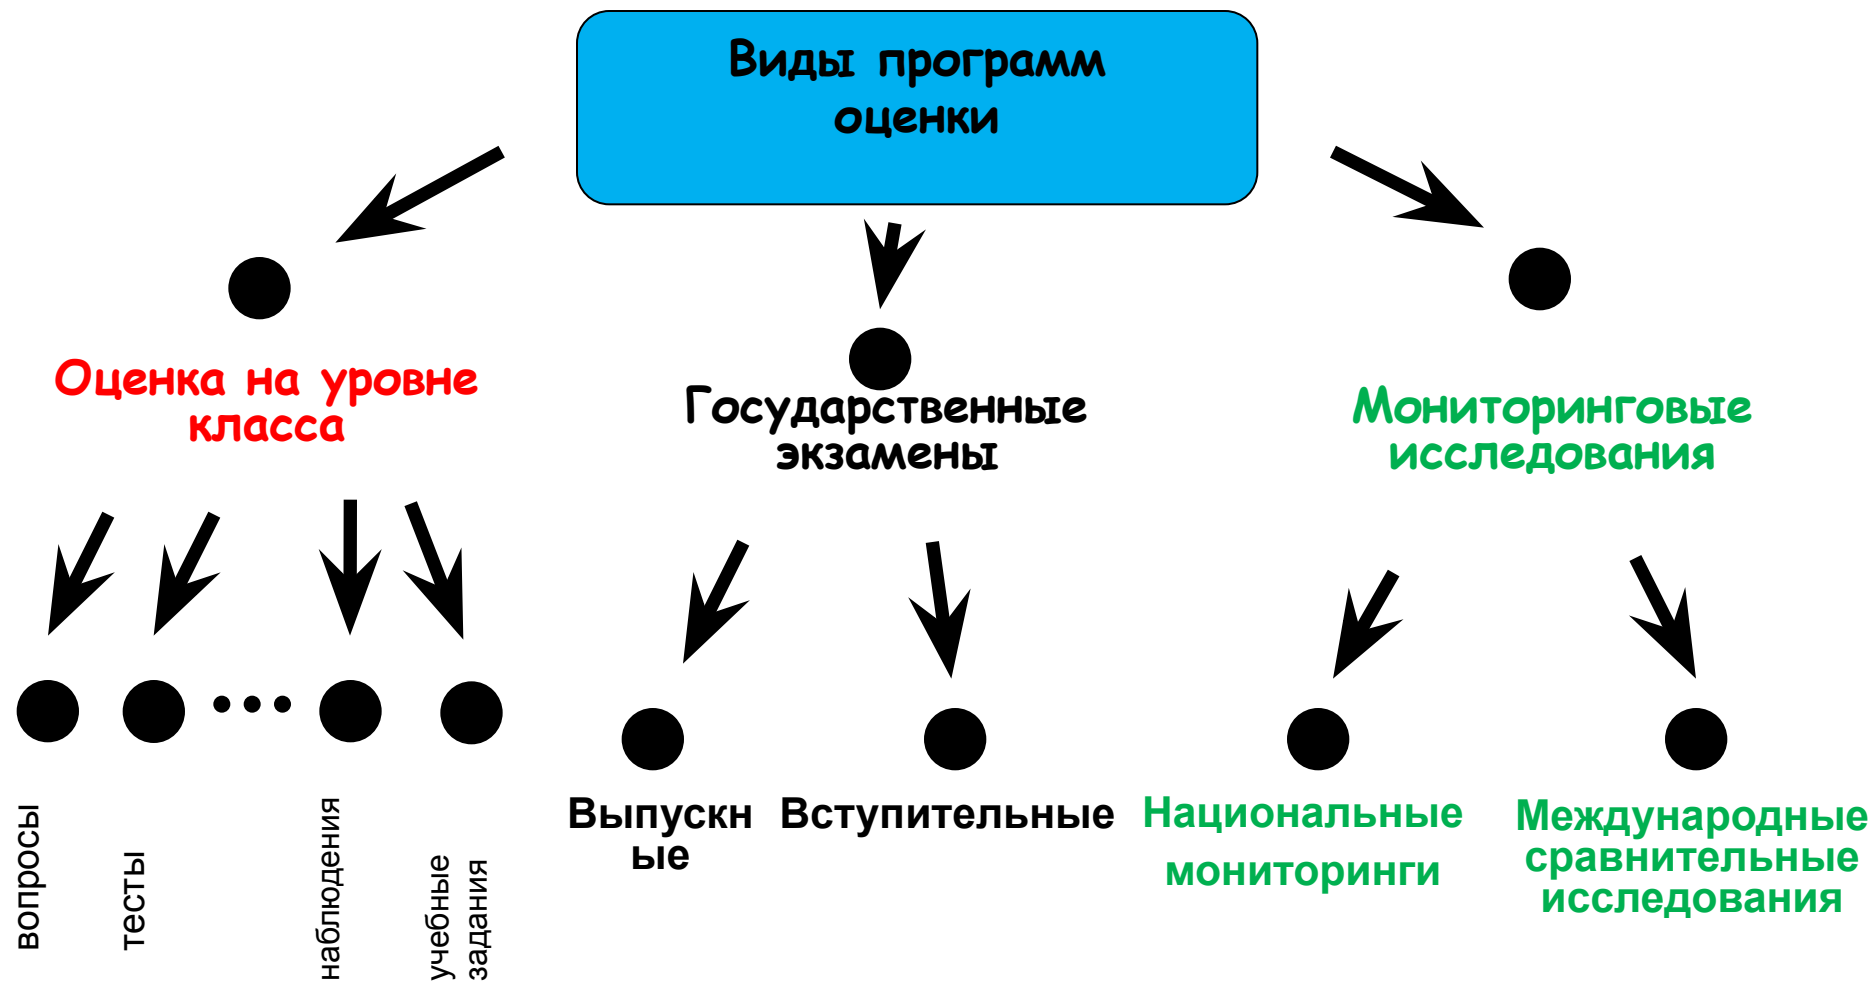 Виды программ
оценки
Оценка на уровне
класса
Государственные
экзамены
Мониторинговые
исследования
вопросы
тесты
наблюдения
учебные
задания
Выпускн
ые
Вступительные
Национальные
мониторинги
Международные
сравнительные
исследования